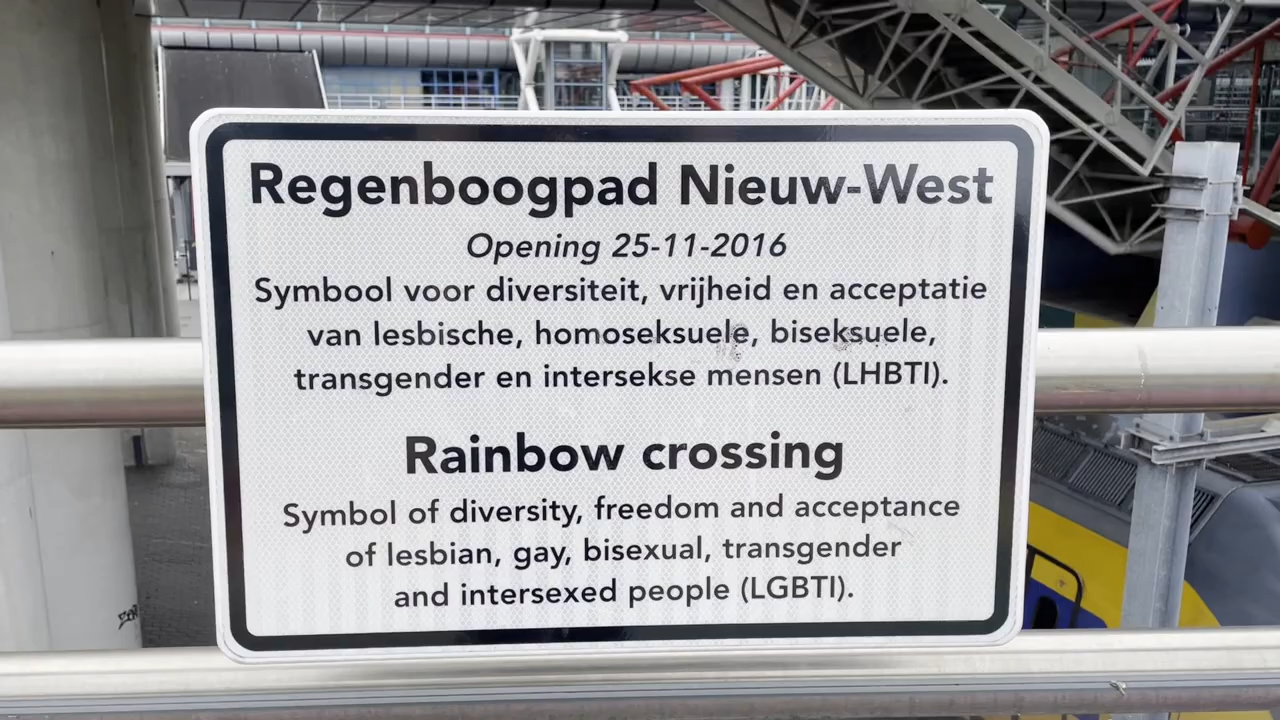 Regenboogpad Nieuw-West
Opening 25-11-2016
Symbool voor diversiteit, vrijheid en acceptatie
van lesbische, homoseksuele, biseksuele,
transgender en intersekse mensen (LHBTI).
Rainbow crossing
Symbol of diversity, freedom and acceptance
of lesbian, gay, bisexual, transgender
and intersexed people (LGBTI).